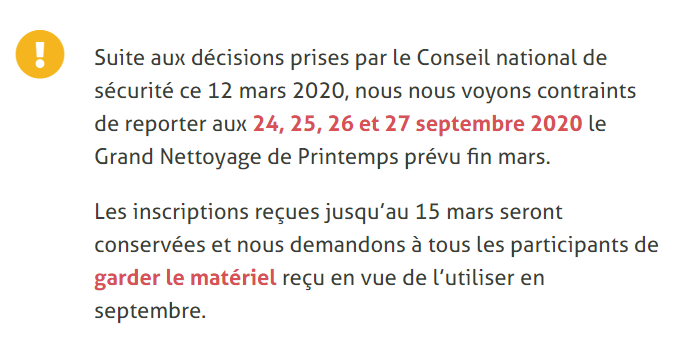 Suite aux décisions prises par le Conseil national de
sécurité ce 12 mars 2020, nous nous voyons contraints
de reporter aux 24, 25, 26 et 27 septembre 2020 le
Grand Nettoyage de Printemps prévu fin mars.
Les inscriptions reçues jusqu’au 15 mars seront
conservées et nous demandons à tous les participants de
garder le matériel reçu en vue de l’utiliser en
septembre.